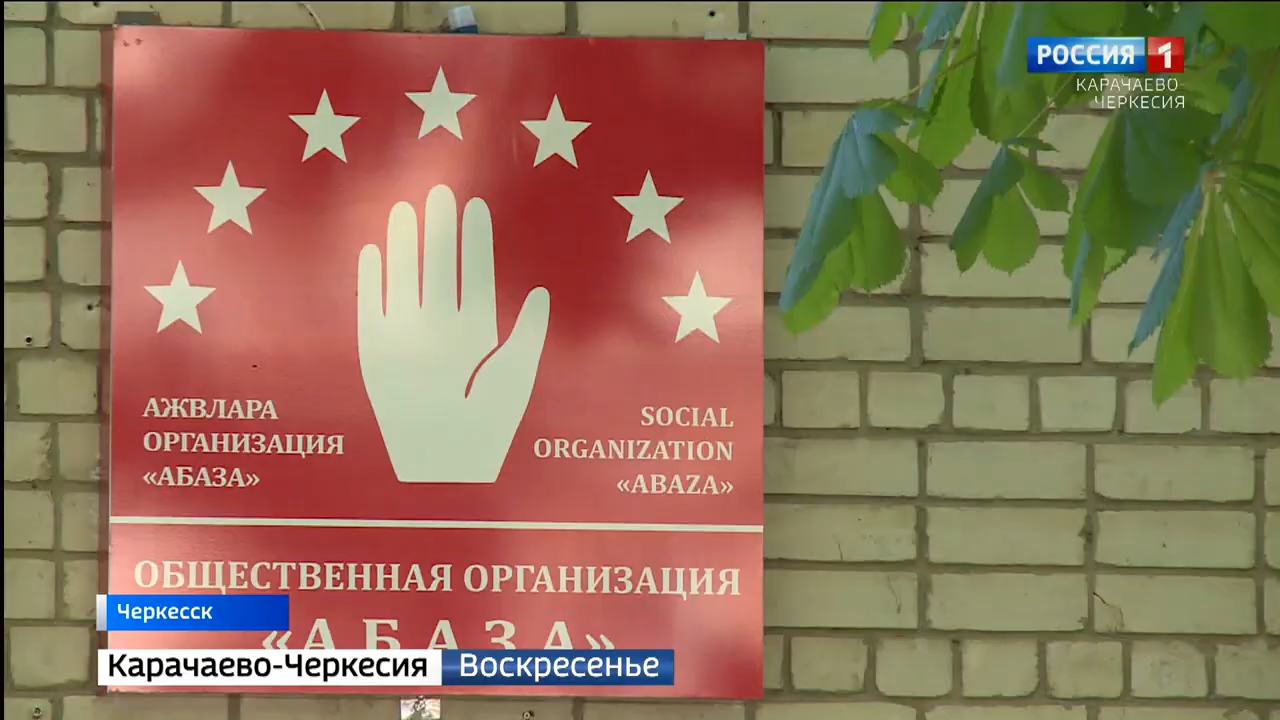 РОССИЯ 1
КАРАЧАЕВО
ЧЕРКЕСИЯ
АЖВЛАРА
ОРГАНИЗАЦИЯ
«АБАЗА»
SOCIAL
ORGANIZATION
«ABAZA»
ОБЩЕСТВЕННАЯ ОРГАНИЗАЦИЯ
«АБАЗА»
Черкесск
Карачаево-Черкесия Воскресенье